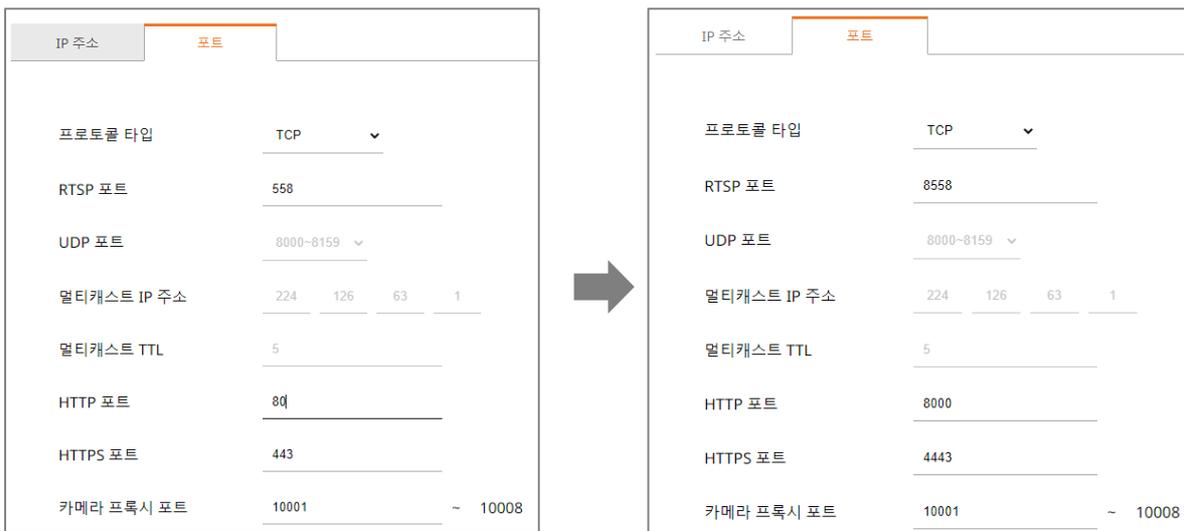 IP 주소 포트
프로토콜 타입 TCP
RTSP 포트 558
UDP 포트 8000~8159
멀티캐스트 IP 주소 224 126 63 1
멀티캐스트 TTL 5
HTTP 포트 80
HTTPS 포트 443
카메라 프록시 포트 10001 ~ 10008
IP 주소 포트
프로토콜 타입 TCP
RTSP 포트 8558
UDP 포트 8000~8159
멀티캐스트 IP 주소 224 126 63 1
멀티캐스트 TTL 5
HTTP 포트 8000
HTTPS 포트 4443
카메라 프록시 포트 10001 ~ 10008